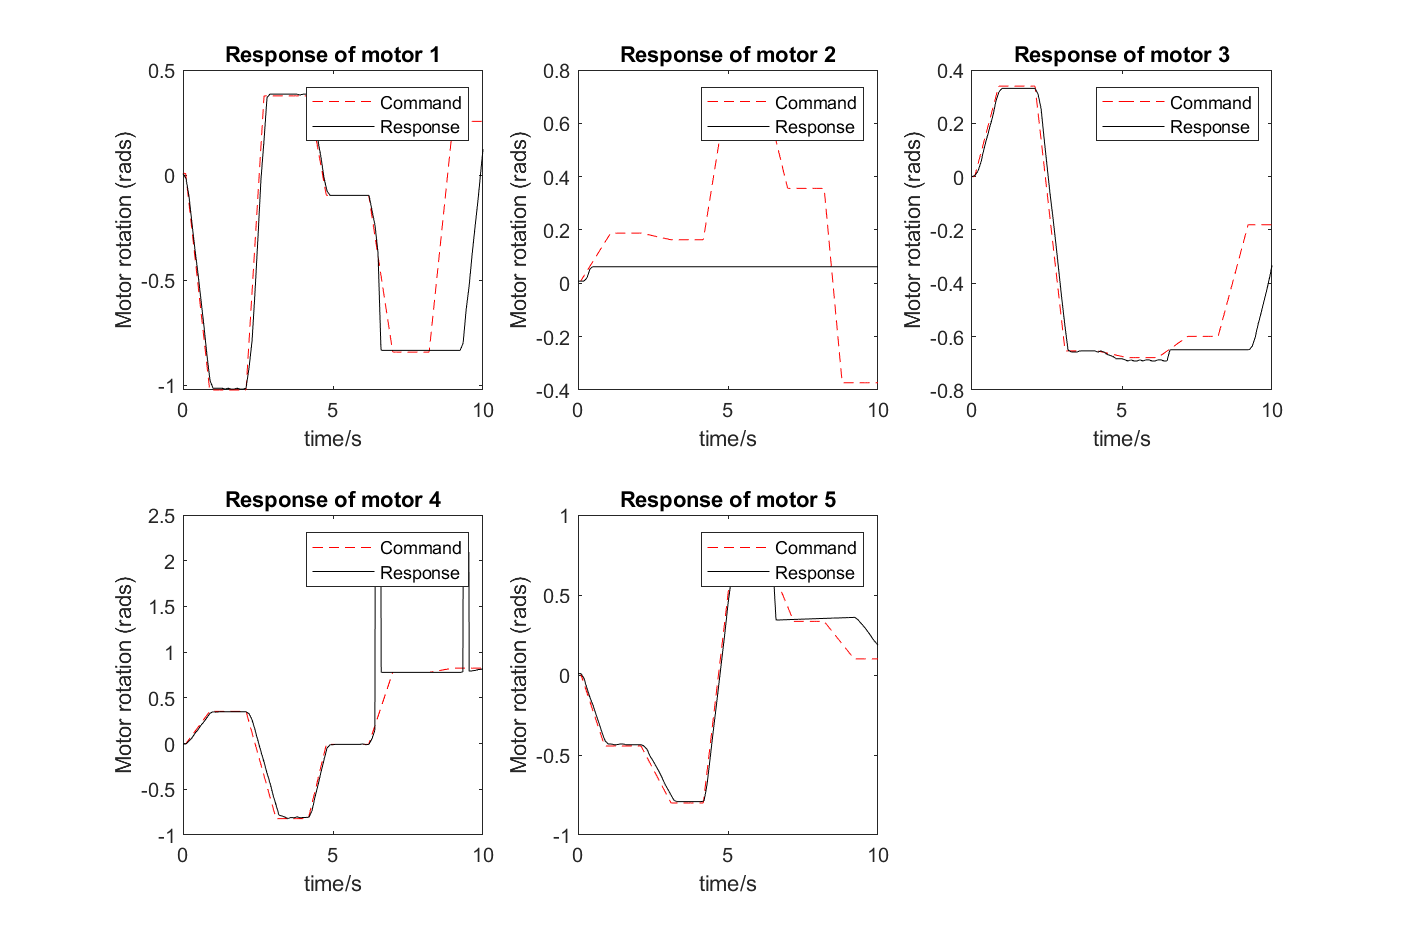 Response of motor 1
0.5
0
-0.5
-1
0
5
10
Motor rotation (rads)
time/s
Command
Response
Response of motor 2
0.8
0.6
0.4
0.2
0
-0.2
-0.4
0
5
10
Motor rotation (rads)
time/s
Command
Response
Response of motor 3
0.4
0.2
0
-0.2
-0.4
-0.6
-0.8
0
5
10
Motor rotation (rads)
time/s
Command
Response
Response of motor 4
2.5
2
1.5
1
0.5
0
-0.5
-1
0
5
10
Motor rotation (rads)
time/s
Command
Response
Response of motor 5
1
0.5
0
-0.5
-1
0
5
10
Motor rotation (rads)
time/s
Command
Response